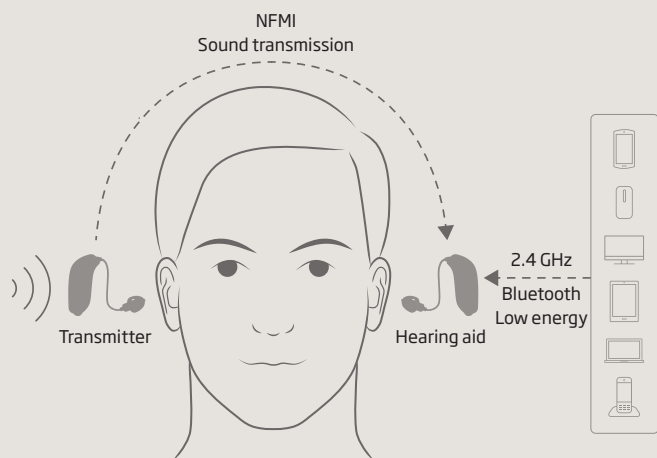 NFMI
Sound transmission
2.4 GHz
Bluetooth
Low energy
Transmitter
Hearing aid